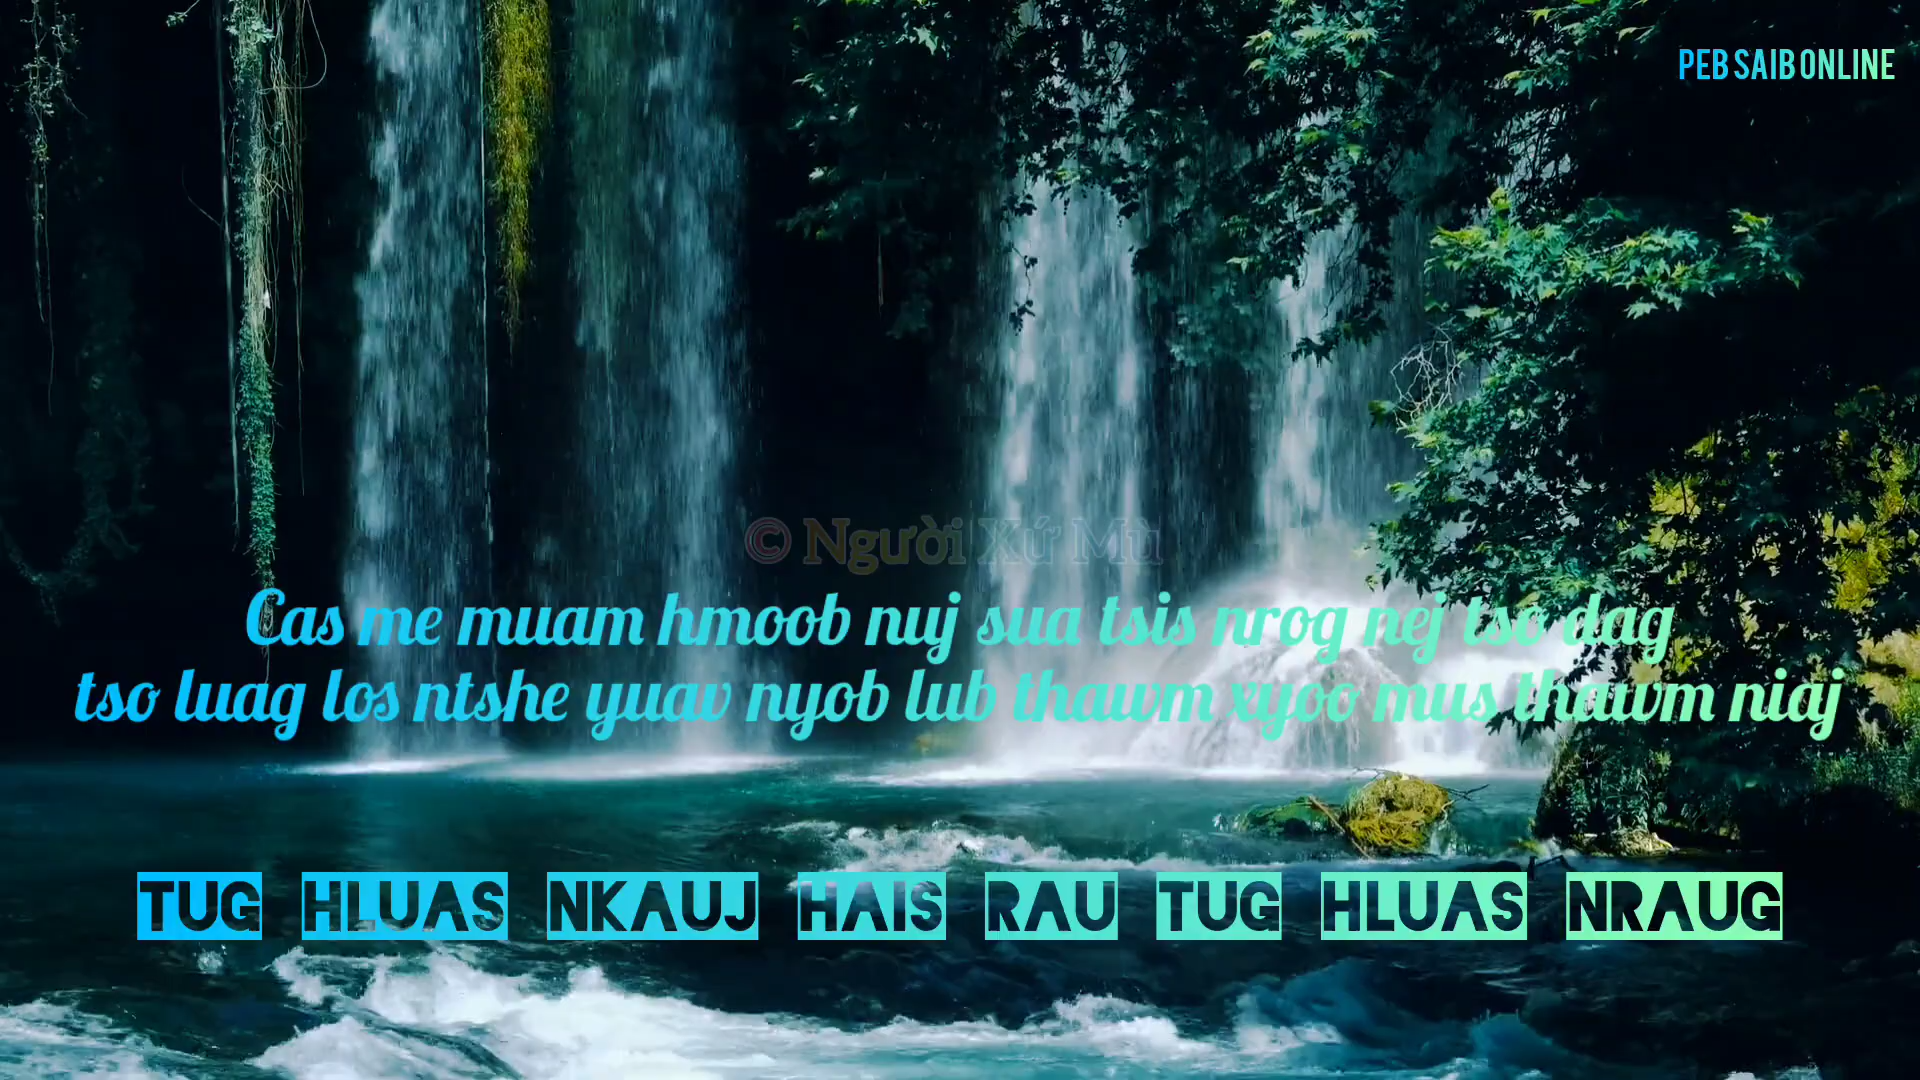 PEB SAIB ONLINE
© Người Xứ Mù
Cas me muam hmoob nuj sua tsis nrog nej tso dag
tso luag los ntshe yuav nyob lub thawm xyoo mus thawm niaj
TUG HLUAS NKAUJ HAIS RAU TUG HLUAS NRAUG